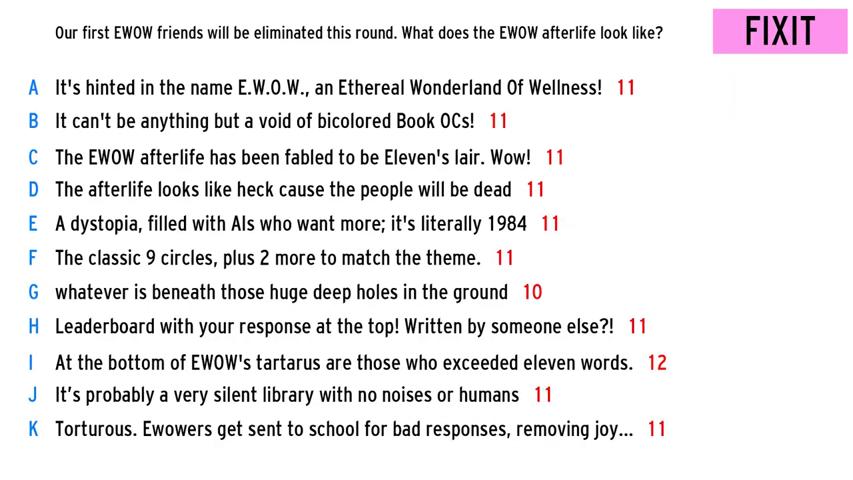 Our first EWOW friends will be eliminated this round. What does the EWOW afterlife look like?
FIXIT
A It's hinted in the name E.W.O.W., an Ethereal Wonderland Of Wellness! 11
B It can't be anything but a void of bicolored Book OCs! 11
C The EWOW afterlife has been fabled to be Eleven's lair. Wow! 11
D The afterlife looks like heck cause the people will be dead 11
E A dystopia, filled with AIs who want more; it's literally 1984 11
F The classic 9 circles, plus 2 more to match the theme. 11
G whatever is beneath those huge deep holes in the ground 10
H Leaderboard with your response at the top! Written by someone else?! 11
I At the bottom of EWOW's tartarus are those who exceeded eleven words. 12
J It’s probably a very silent library with no noises or humans 11
K Torturous. Ewowers get sent to school for bad responses, removing joy... 11